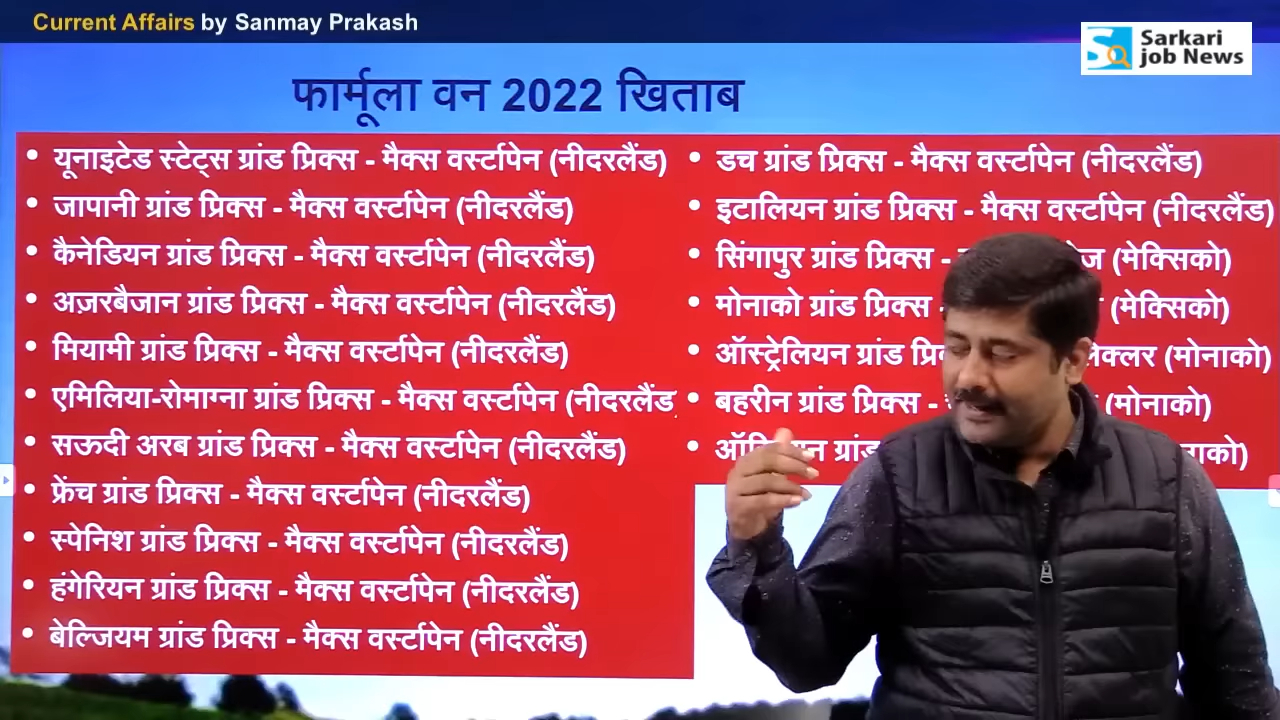 Current Affairs by Sanmay Prakash
Sarkari
job News
फार्मूला वन 2022 खिताब
• यूनाइटेड स्टेट्स ग्रांड प्रिक्स - मैक्स वर्स्टापेन (नीदरलैंड)
• जापानी ग्रांड प्रिक्स - मैक्स वर्स्टापेन (नीदरलैंड)
• कैनेडियन ग्रांड प्रिक्स - मैक्स वर्स्टापेन (नीदरलैंड)
• अज़रबैजान ग्रांड प्रिक्स - मैक्स वर्स्टापेन (नीदरलैंड)
• मियामी ग्रांड प्रिक्स - मैक्स वर्स्टापेन (नीदरलैंड)
• एमिलिया-रोमाग्ना ग्रांड प्रिक्स - मैक्स वर्स्टापेन (नीदरलैंड
• सऊदी अरब ग्रांड प्रिक्स - मैक्स वर्स्टापेन (नीदरलैंड)
• फ्रेंच ग्रांड प्रिक्स - मैक्स वर्स्टापेन (नीदरलैंड)
• स्पेनिश ग्रांड प्रिक्स - मैक्स वर्स्टापेन (नीदरलैंड)
• हंगेरियन ग्रांड प्रिक्स - मैक्स वर्स्टापेन (नीदरलैंड)
• बेल्जियम ग्रांड प्रिक्स - मैक्स वर्स्टापेन (नीदरलैंड)
• डच ग्रांड प्रिक्स - मैक्स वर्स्टापेन (नीदरलैंड)
• इटालियन ग्रांड प्रिक्स - मैक्स वर्स्टापेन (नीदरलैंड)
• सिंगापुर ग्रांड प्रिक्स - (मेक्सिको)
• मोनाको ग्रांड प्रिक्स (मेक्सिको)
• ऑस्ट्रेलियन ग्रांड लेक्लर (मोनाको)
• बहरीन ग्रांड प्रिक्स - (मोनाको)
• ग्रांड